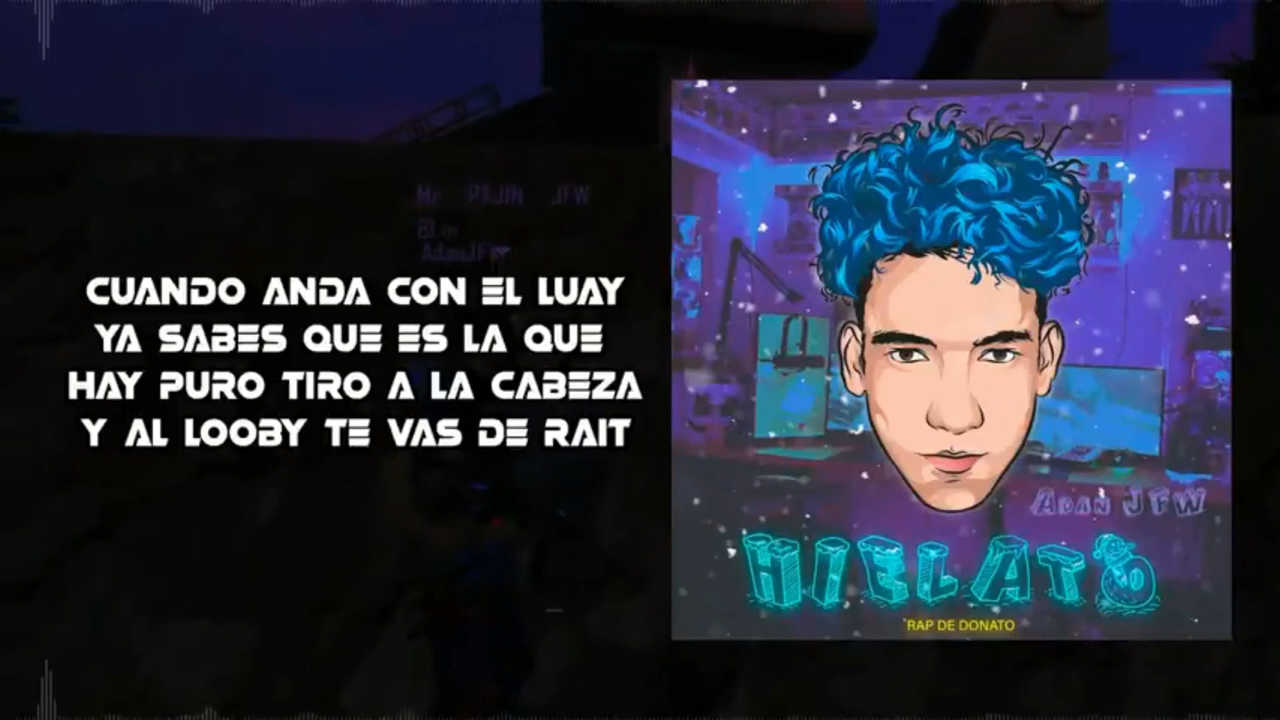 CUANDO ANDA CON EL LUAY
YA SABES QUE ES LA QUE
HAY PURO TIRO A LA CABEZA
Y AL LOOBY TE VAS DE RAIT
ADAN JFW
HIELATO
RAP DE DONATO